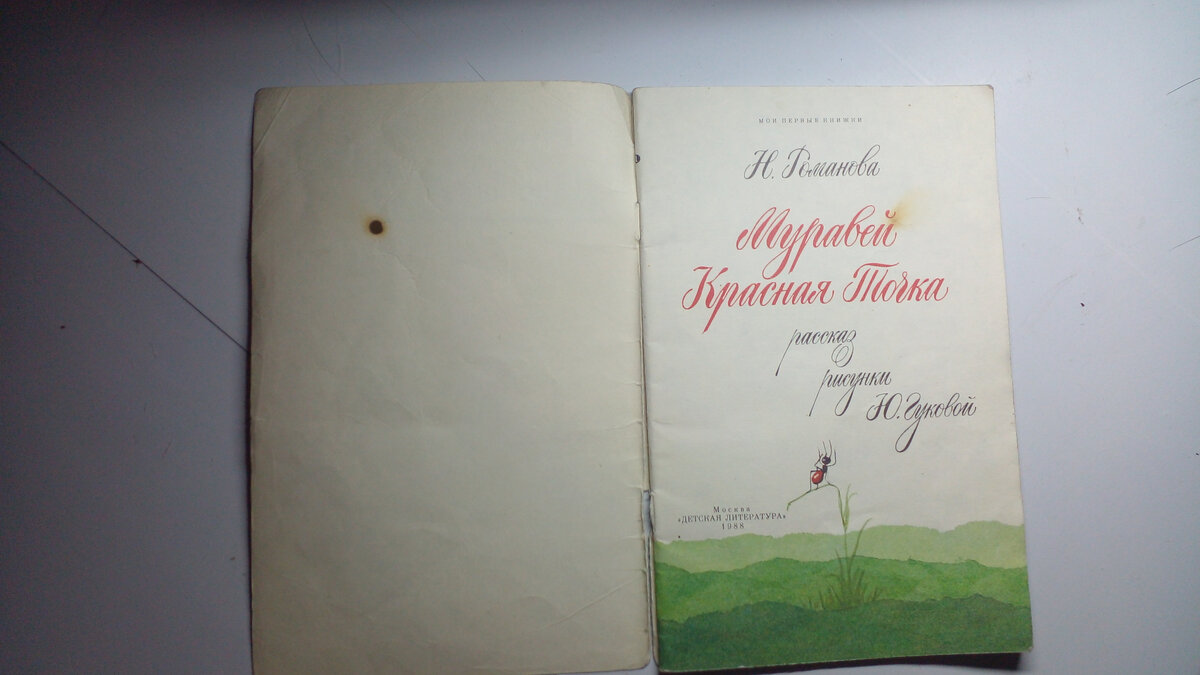 МОИ ПЕРВЫЕ КНИЖКИ
Н. Романова
Муравей
Красная Точка
рассказ
рисунки
Ю. Гуковой
Москва
«ДЕТСКАЯ ЛИТЕРАТУРА»
1988